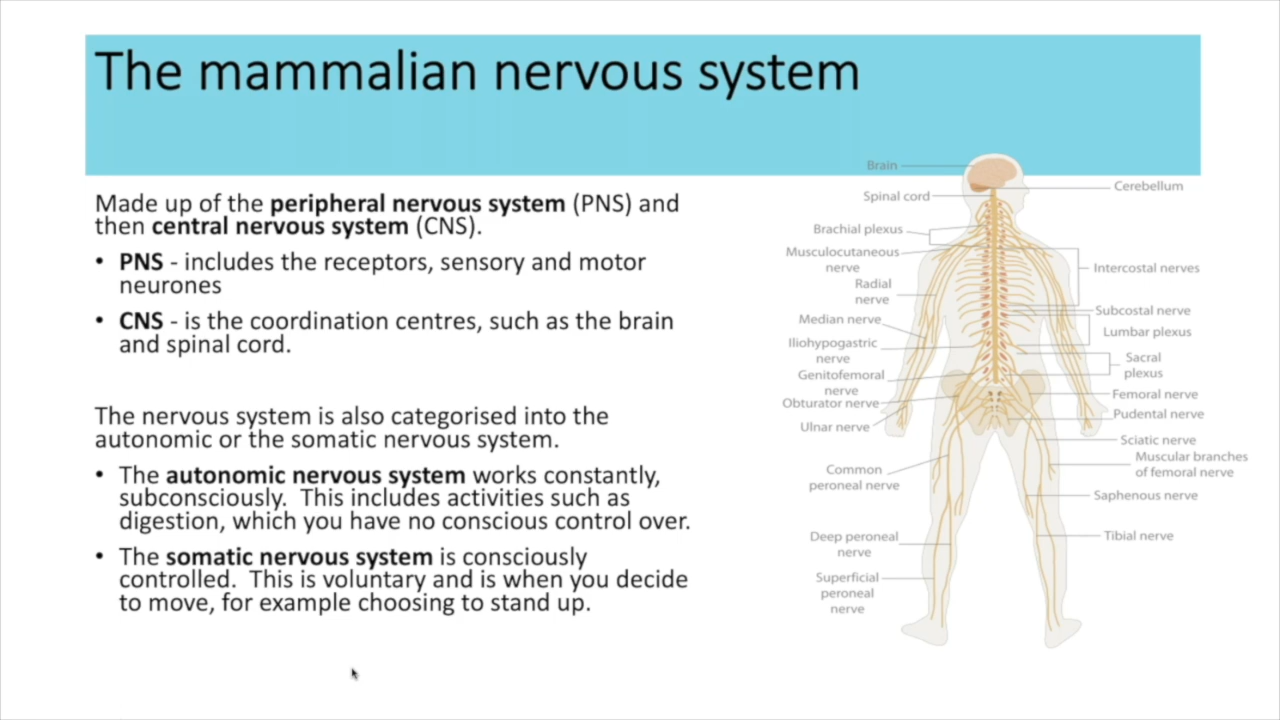 The mammalian nervous system
Made up of the peripheral nervous system (PNS) and
then central nervous system (CNS).
• PNS - includes the receptors, sensory and motor
neurones
• CNS - is the coordination centres, such as the brain
and spinal cord.
The nervous system is also categorised into the
autonomic or the somatic nervous system.
• The autonomic nervous system works constantly,
subconsciously. This includes activities such as
digestion, which you have no conscious control over.
• The somatic nervous system is consciously
controlled. This is voluntary and is when you decide
to move, for example choosing to stand up.
Brain
Spinal cord
Brachial plexus
Musculocutaneous
nerve
Radial
nerve
Median nerve
Iliohypogastric
nerve
Genitofemoral
nerve
Obturator nerve
Ulnar nerve
Common
peroneal nerve
Deep peroneal
nerve
Superficial
peroneal
nerve
Cerebellum
Intercostal nerves
Subcostal nerve
Lumbar plexus
Sacral
plexus
Femoral nerve
Pudental nerve
Sciatic nerve
Muscular branches
of femoral nerve
Saphenous nerve
Tibial nerve